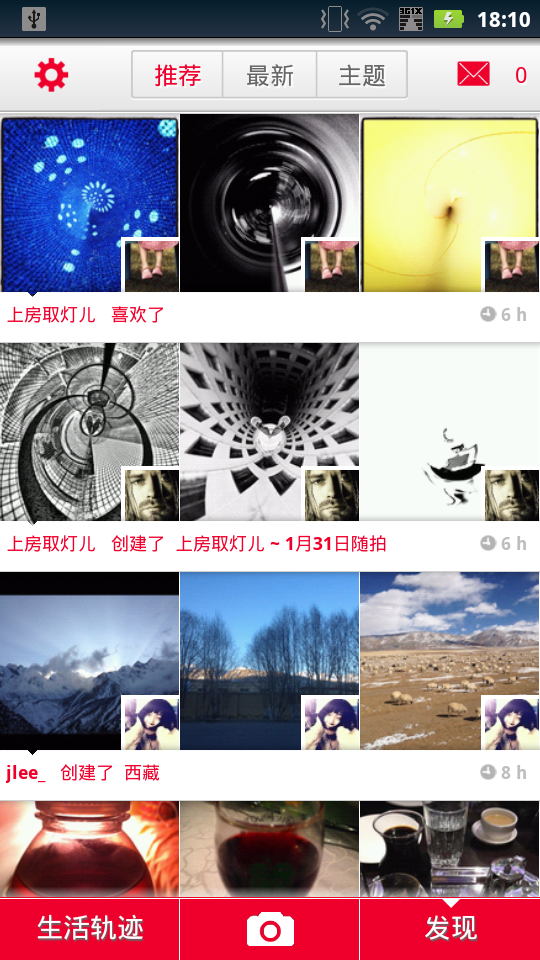 18:10
推荐 最新 主题 0
上房取灯儿 喜欢了 6 h
上房取灯儿 创建了 上房取灯儿 ~ 1月31日随拍 6 h
jlee_ 创建了 西藏 8 h
生活轨迹 发现